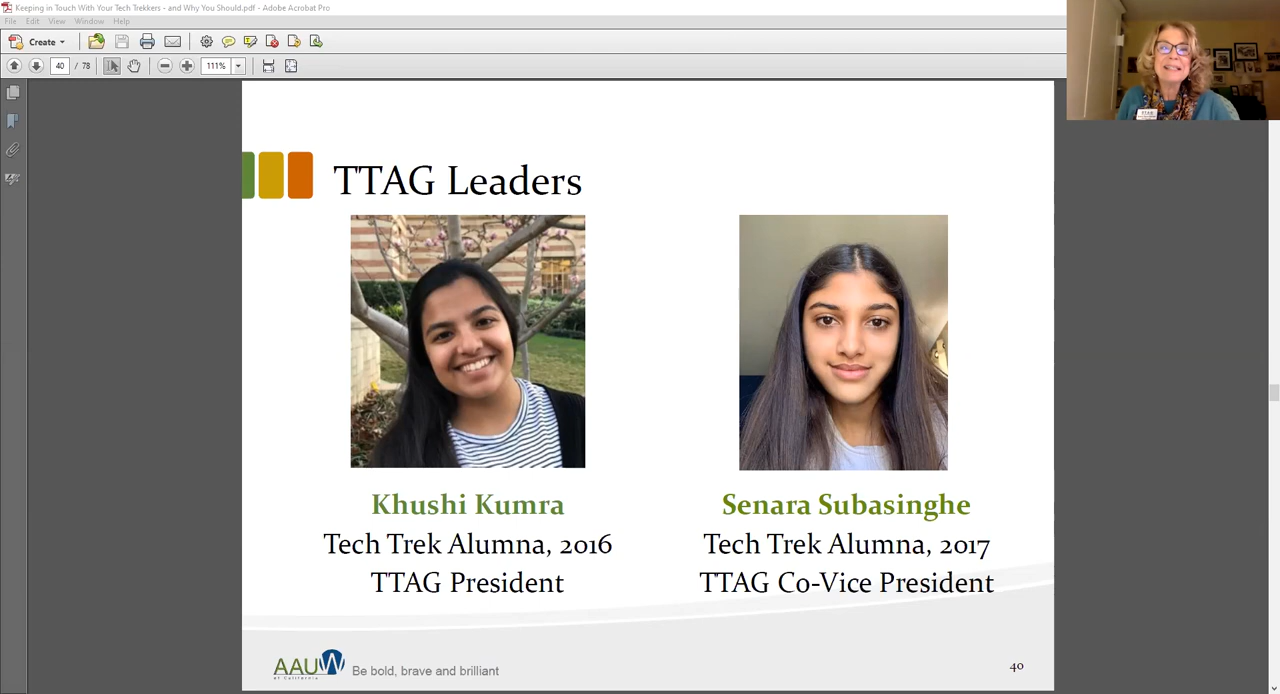 Keeping in Touch With Your Tech Trekkers - and Why You Should.pdf - Adobe Acrobat Pro
File Edit View Window Help
Create
40 / 78 111%
TTAG Leaders
Khushi Kumra
Tech Trek Alumna, 2016
TTAG President
Senara Subasinghe
Tech Trek Alumna, 2017
TTAG Co-Vice President
AAUW
of California
Be bold, brave and brilliant
40